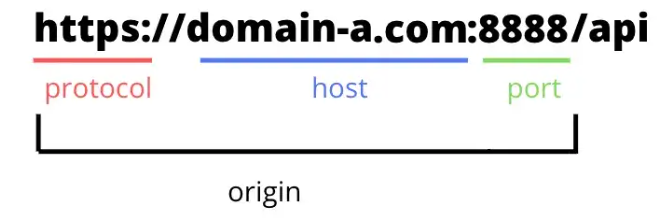 https://domain-a.com:8888/api
protocol host port
origin